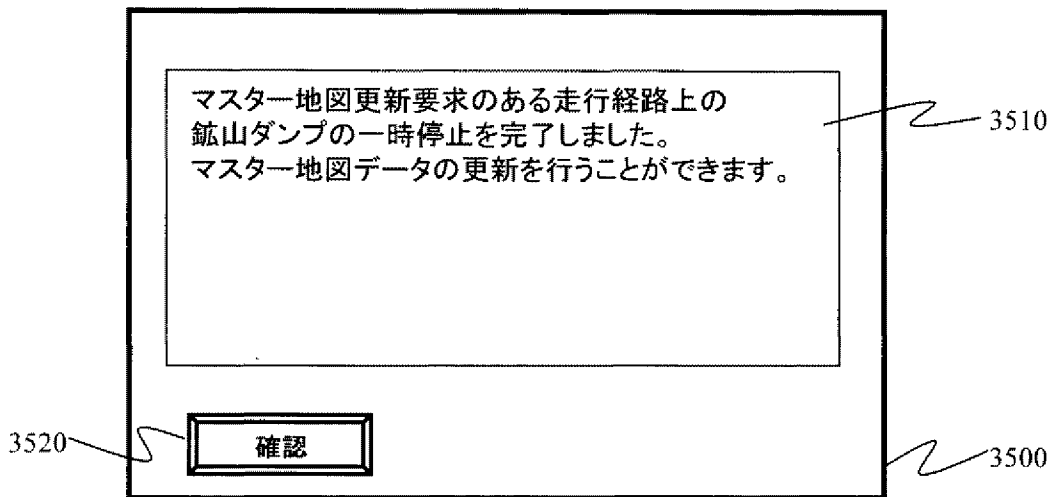 マスター地図更新要求のある走行経路上の
鉱山ダンプの一時停止を完了しました。
マスター地図データの更新を行うことができます。
3510
確認
3520
3500